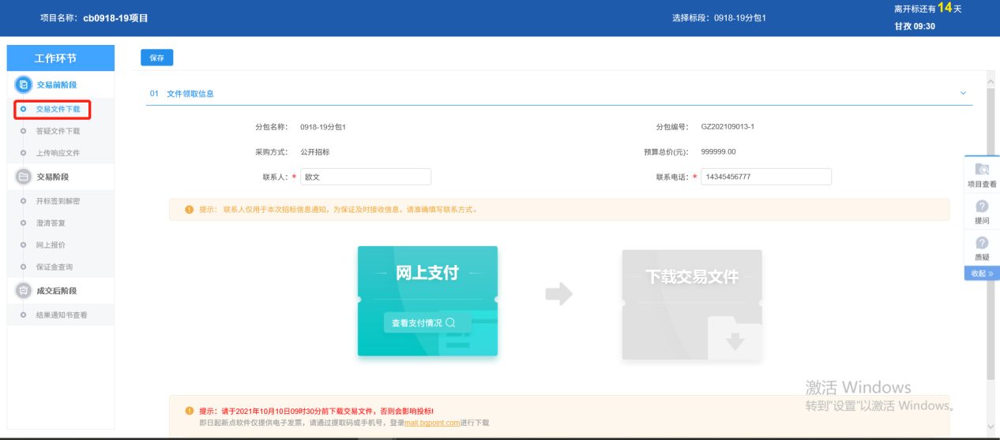 项目名称：cb0918-19项目
选择标段：0918-19分包1
离开标还有14天
甘孜 09:30
工作环节
保存
交易前阶段
01 文件领取信息
交易文件下载
答疑文件下载
上传响应文件
交易阶段
开标签到解密
澄清答复
网上报价
保证金查询
成交后阶段
结果通知书查看
分包名称： 0918-19分包1
分包编号： GZ202109013-1
采购方式： 公开招标
预算总价(元)： 999999.00
联系人：* 欧文
联系电话：* 14345456777
提示： 联系人仅用于本次招标信息通知，为保证及时接收信息，请准确填写联系方式。
网上支付
查看支付情况
下载交易文件
项目查看
提问
质疑
收起 »
激活 Windows
转到"设置"以激活 Windows。
提示：请于2021年10月10日09时30分前下载交易文件，否则会影响投标!
即日起新点软件仅提供电子发票，请通过提取码或手机号，登录mall.bqpoint.com进行下载